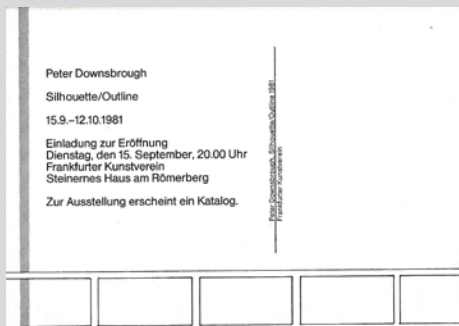 Peter Downsbrough
Silhouette/Outline
15.9.–12.10.1981
Einladung zur Eröffnung
Dienstag, den 15. September, 20.00 Uhr
Frankfurter Kunstverein
Steinernes Haus am Römerberg
Zur Ausstellung erscheint ein Katalog.
Peter Downsbrough, Silhouette/Outline 1981
Frankfurter Kunstverein